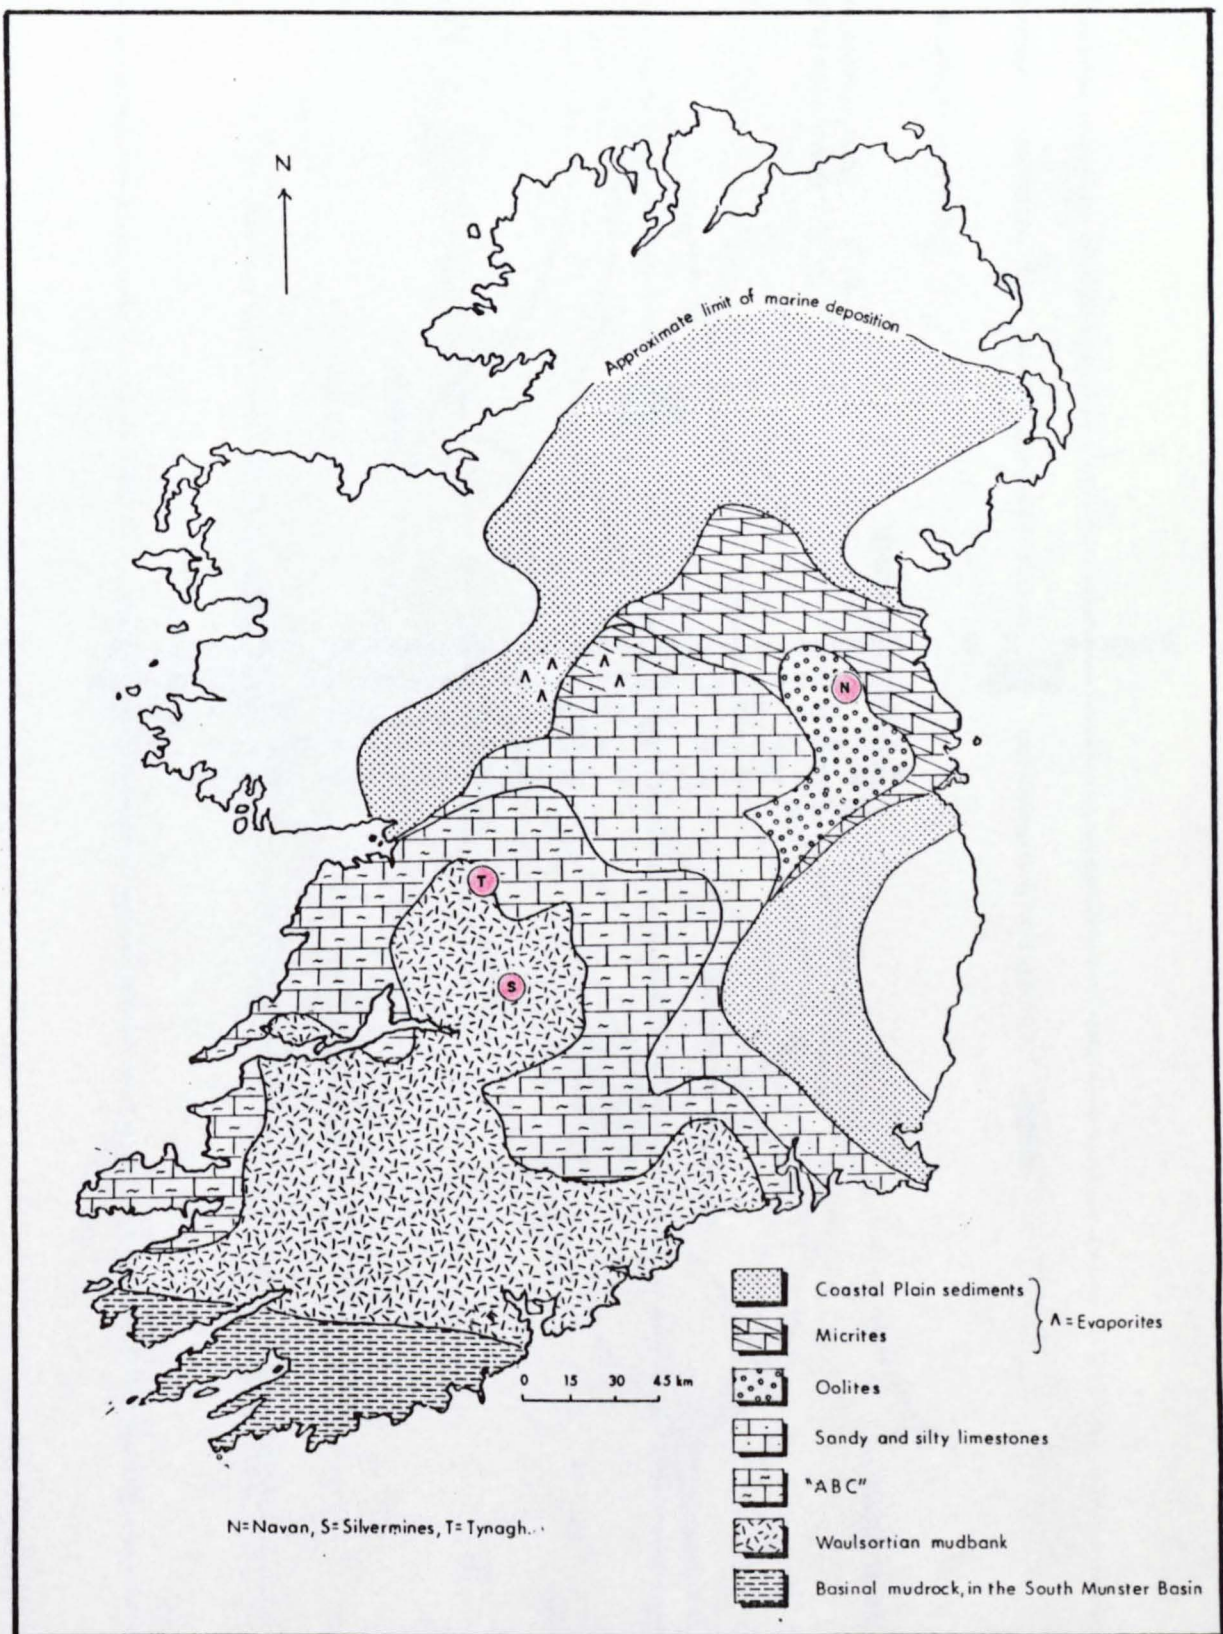 N
Approximate limit of marine deposition
Λ
Λ
Λ
Λ
Λ
N
T
S
Coastal Plain sediments
Λ = Evaporites
Micrites
0 15 30 45 km
Oolites
Sandy and silty limestones
"ABC"
N=Navan, S=Silvermines, T=Tynagh.
Waulsortian mudbank
Basinal mudrock, in the South Munster Basin